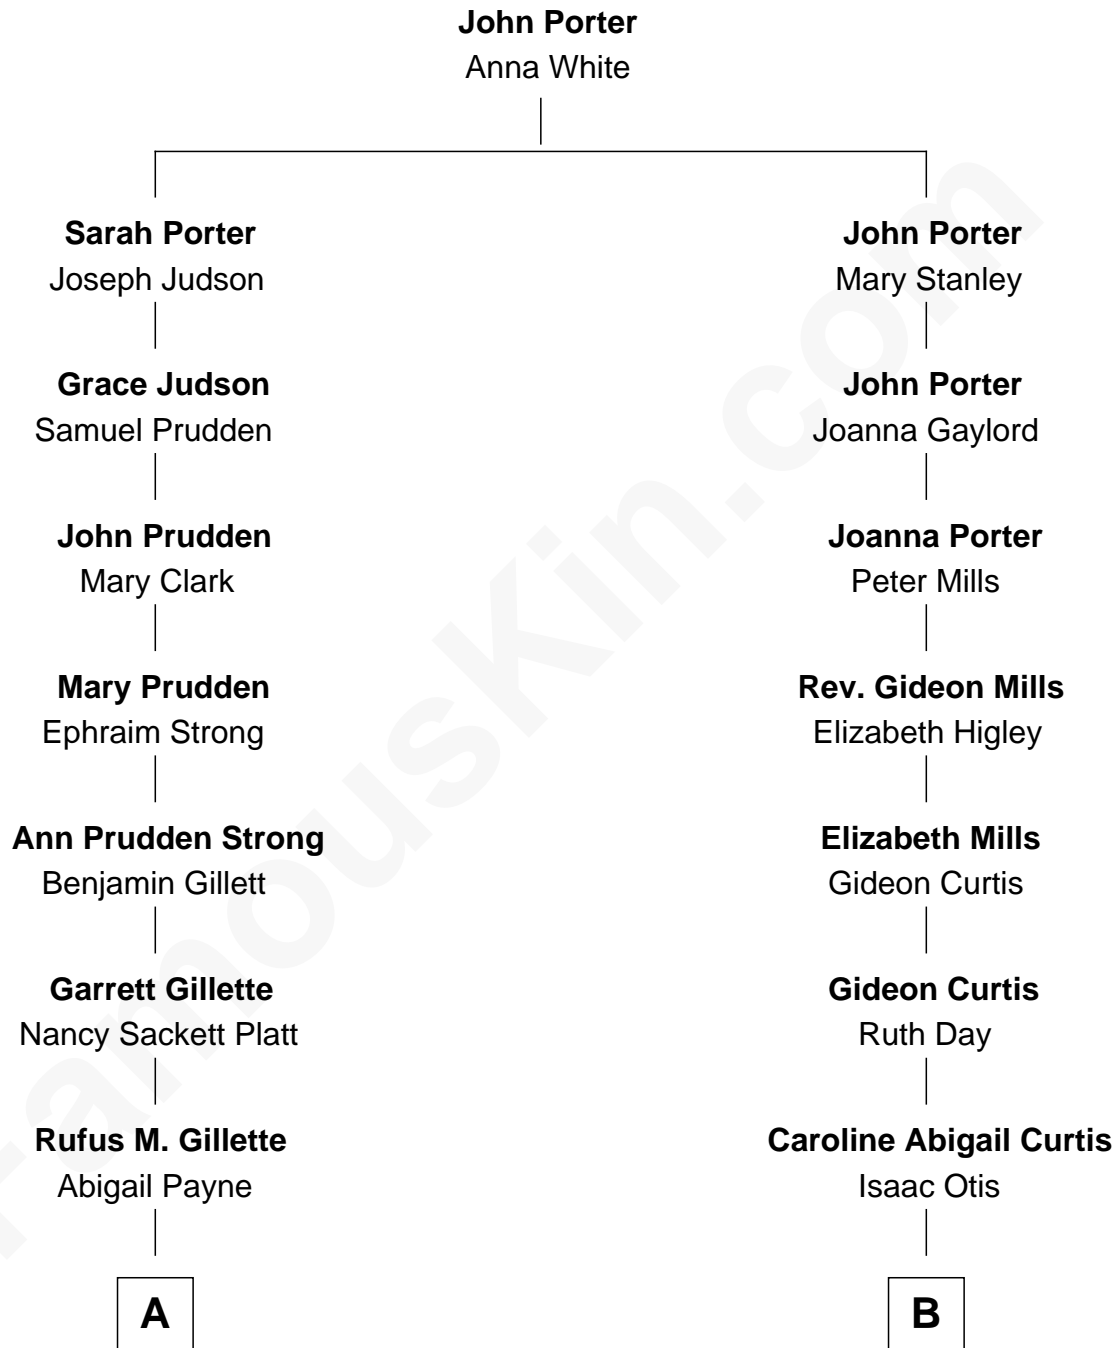 John Porter
Anna White
Sarah Porter
Joseph Judson
John Porter
Mary Stanley
Grace Judson
Samuel Prudden
John Porter
Joanna Gaylord
John Prudden
Mary Clark
Joanna Porter
Peter Mills
Mary Prudden
Ephraim Strong
Rev. Gideon Mills
Elizabeth Higley
Ann Prudden Strong
Benjamin Gillett
Elizabeth Mills
Gideon Curtis
Garrett Gillette
Nancy Sackett Platt
Gideon Curtis
Ruth Day
Rufus M. Gillette
Abigail Payne
Caroline Abigail Curtis
Isaac Otis
A
B
FamousKin.com